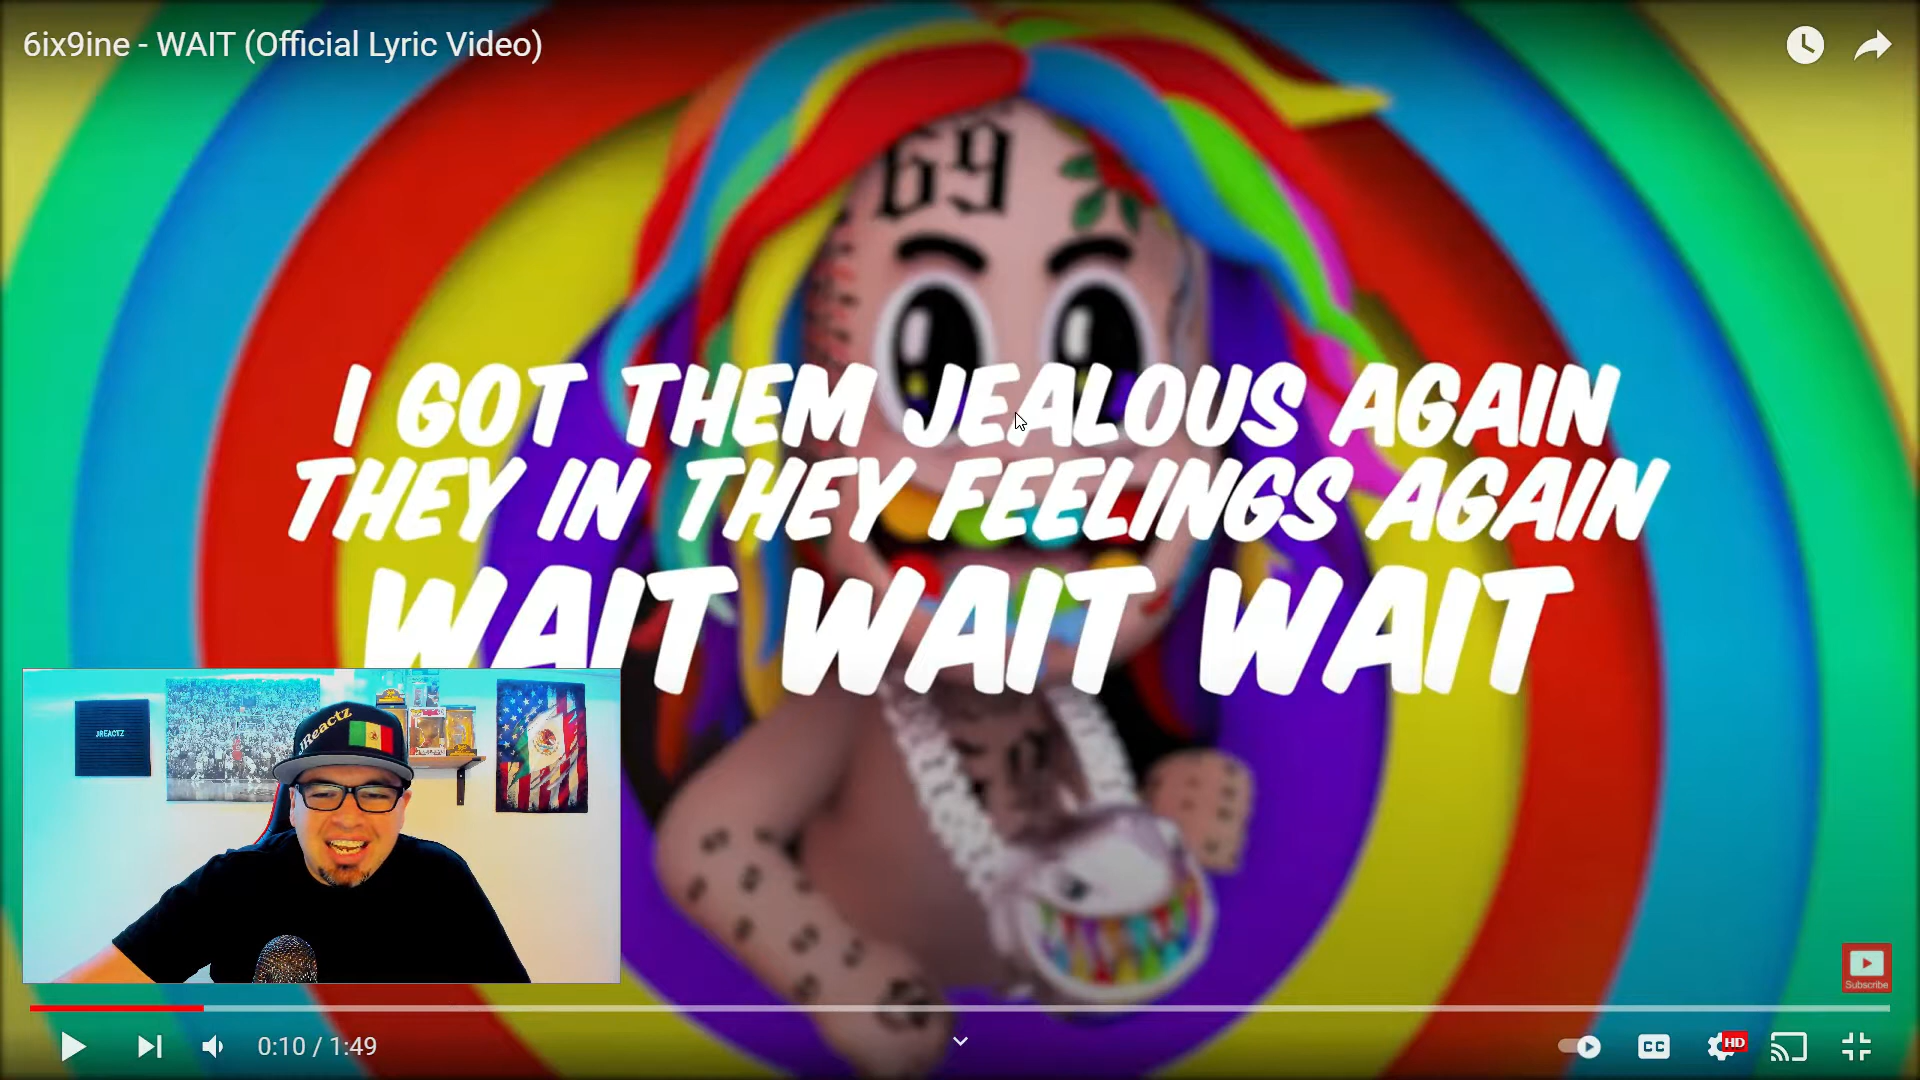 6ix9ine - WAIT (Official Lyric Video)
69
I GOT THEM JEALOUS AGAIN
THEY IN THEY FEELINGS AGAIN
WAIT WAIT WAIT
JREACTZ
JReactz
Subscribe
0:10 / 1:49
CC
HD